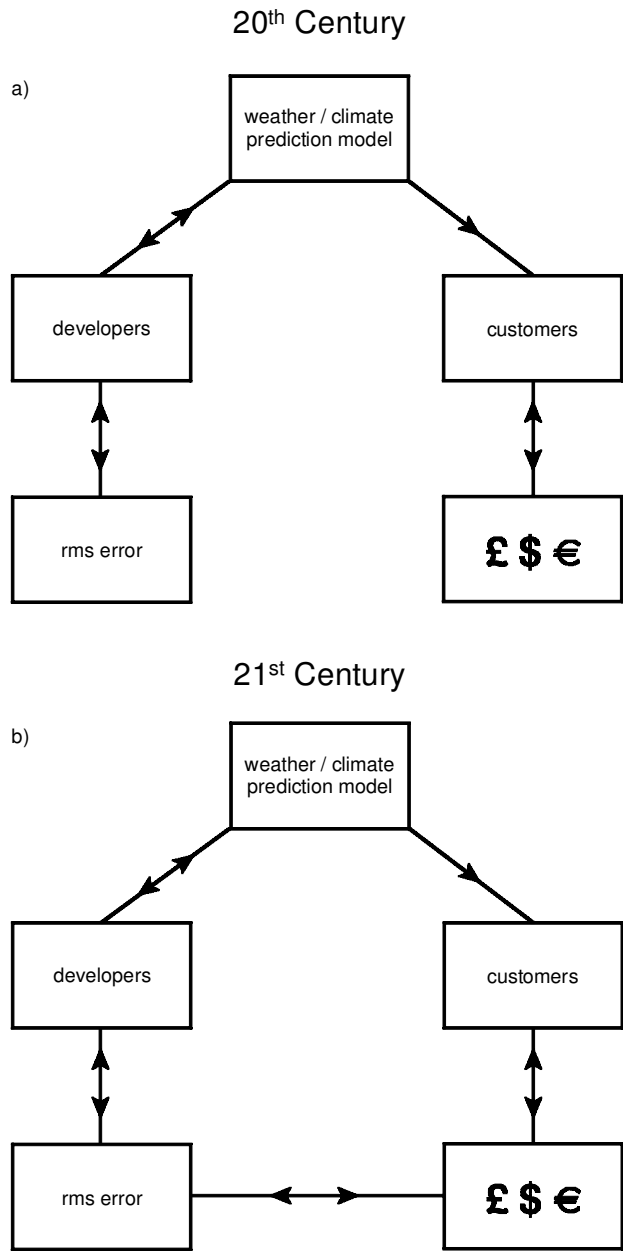 20th Century
a)
weather / climate
prediction model
developers
customers
rms error
£ $ €
21st Century
b)
weather / climate
prediction model
developers
customers
rms error
£ $ €